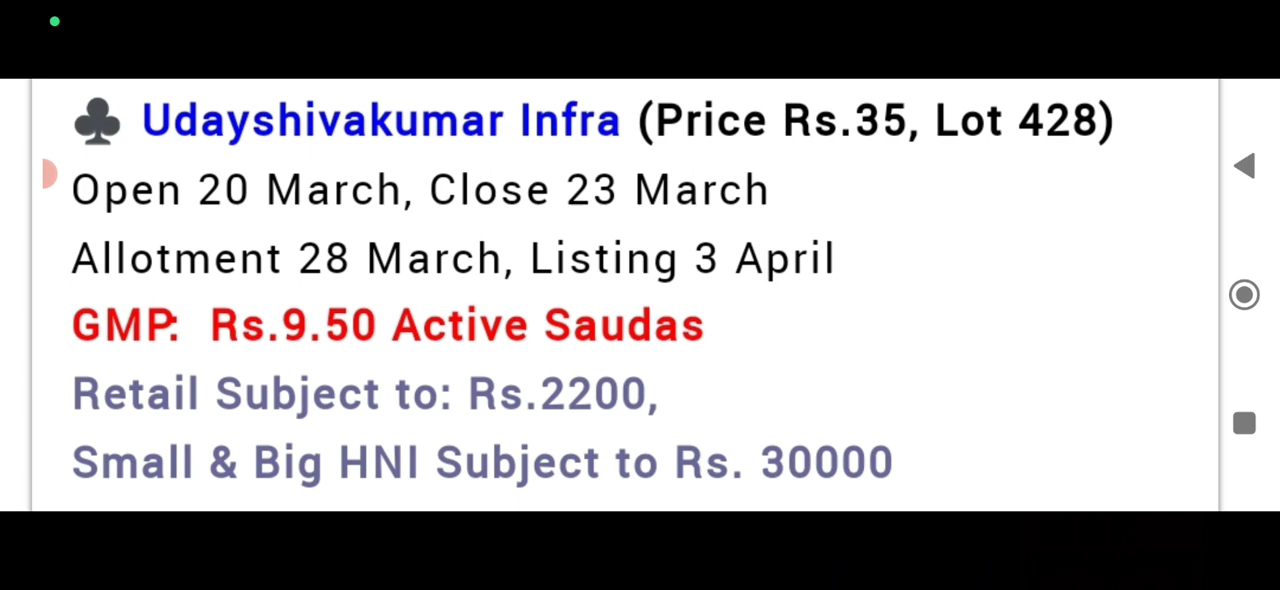 ♣ Udayshivakumar Infra (Price Rs.35, Lot 428)
Open 20 March, Close 23 March
Allotment 28 March, Listing 3 April
GMP: Rs.9.50 Active Saudas
Retail Subject to: Rs.2200,
Small & Big HNI Subject to Rs. 30000